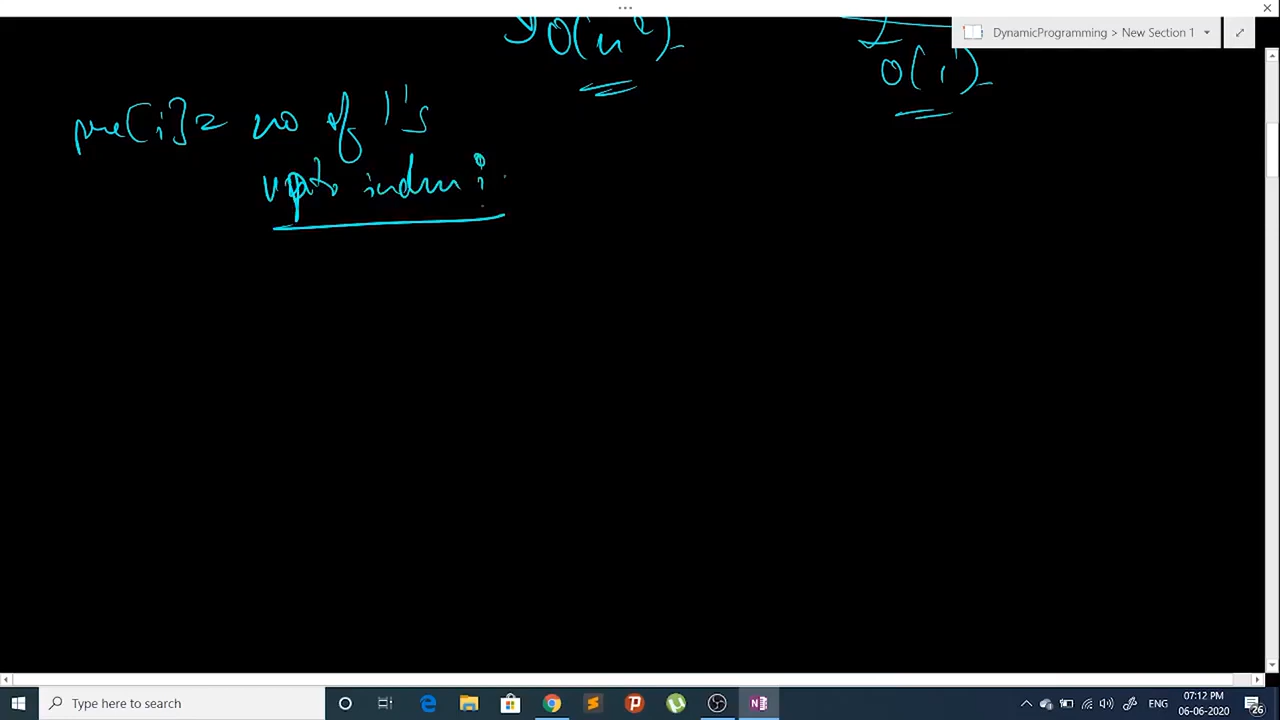 DynamicProgramming > New Section 1
O(n²)
O(1)
pre[i] = no of 1's
upto index i
Type here to search
ENG
07:12 PM
06-06-2020
26